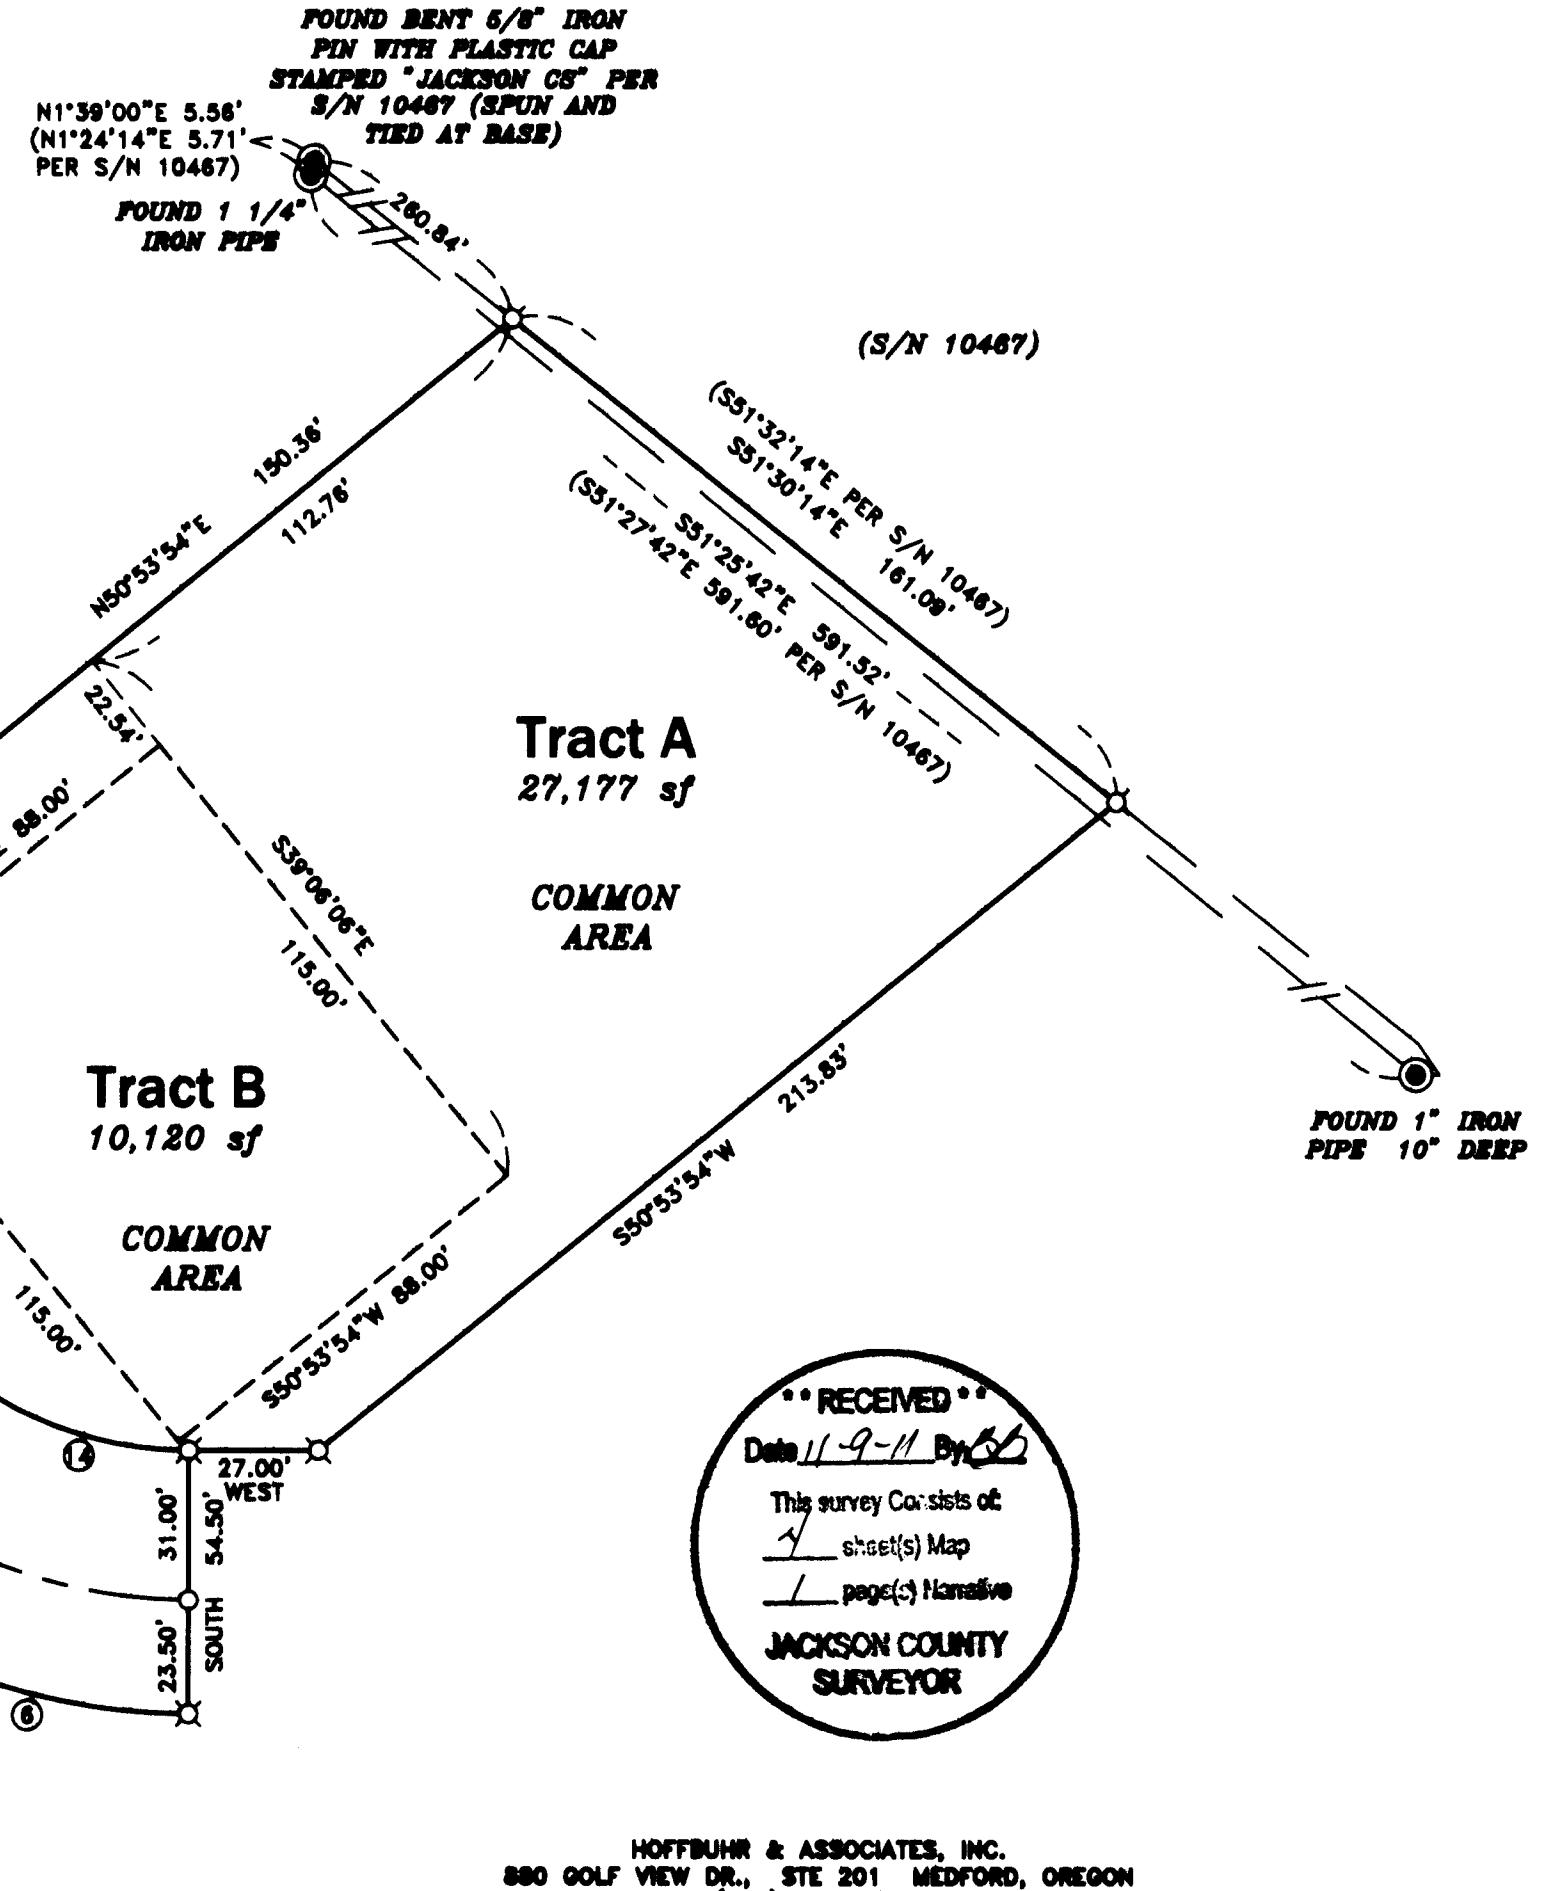 FOUND BENT 5/8" IRON
PIN WITH PLASTIC CAP
STAMPED "JACKSON CS" PER
S/N 10467 (SPUN AND
TIED AT BASE)
N1°39'00"E 5.56'
(N1°24'14"E 5.71'
PER S/N 10467)
FOUND 1 1/4"
IRON PIPE
260.84'
(S/N 10467)
(S51°32'14"E PER S/N 10467)
S51°30'14"E 161.09'
S51°25'42"E 591.52'
(S51°27'42"E 591.60' PER S/N 10467)
150.36'
112.76'
N50°53'54"E
22.54'
88.00'
Tract A
27,177 sf
COMMON
AREA
S39°06'06"E
115.00'
Tract B
10,120 sf
COMMON
AREA
115.00'
S50°53'54"W 88.00'
213.83'
S50°53'54"W
FOUND 1" IRON
PIPE 10" DEEP
14
27.00'
WEST
31.00'
54.50'
SOUTH
23.50'
6
** RECEIVED **
Date 11-9-11 By
This survey Consists of:
sheet(s) Map
1 page(s) Narrative
JACKSON COUNTY
SURVEYOR
HOFFBUHR & ASSOCIATES, INC.
880 GOLF VIEW DR., STE 201 MEDFORD, OREGON